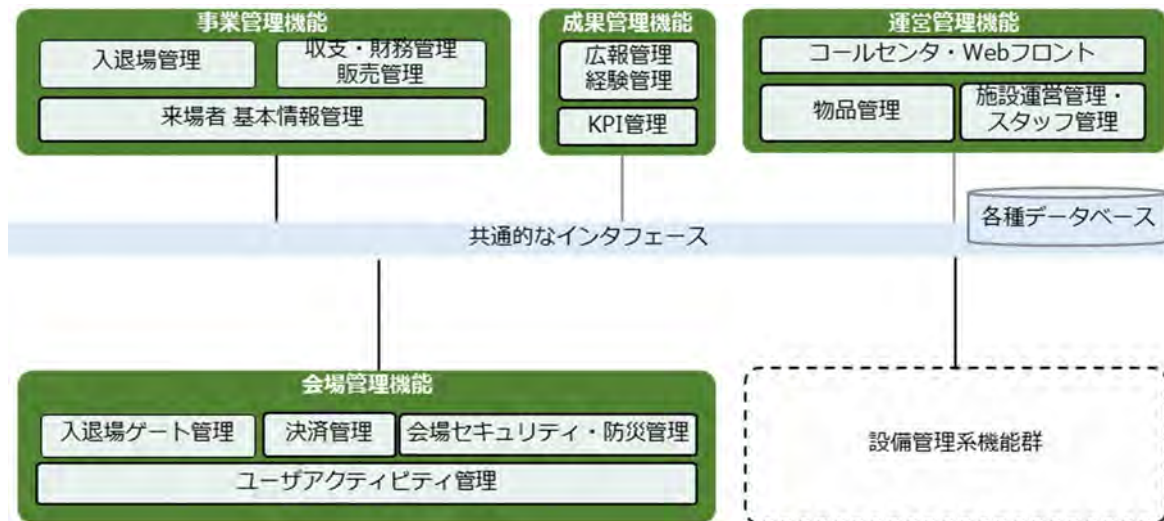 事業管理機能
入退場管理
収支・財務管理
販売管理
来場者 基本情報管理
成果管理機能
広報管理
経験管理
KPI管理
運営管理機能
コールセンタ・Webフロント
物品管理
施設運営管理・
スタッフ管理
各種データベース
共通的なインタフェース
会場管理機能
入退場ゲート管理
決済管理
会場セキュリティ・防災管理
ユーザアクティビティ管理
設備管理系機能群